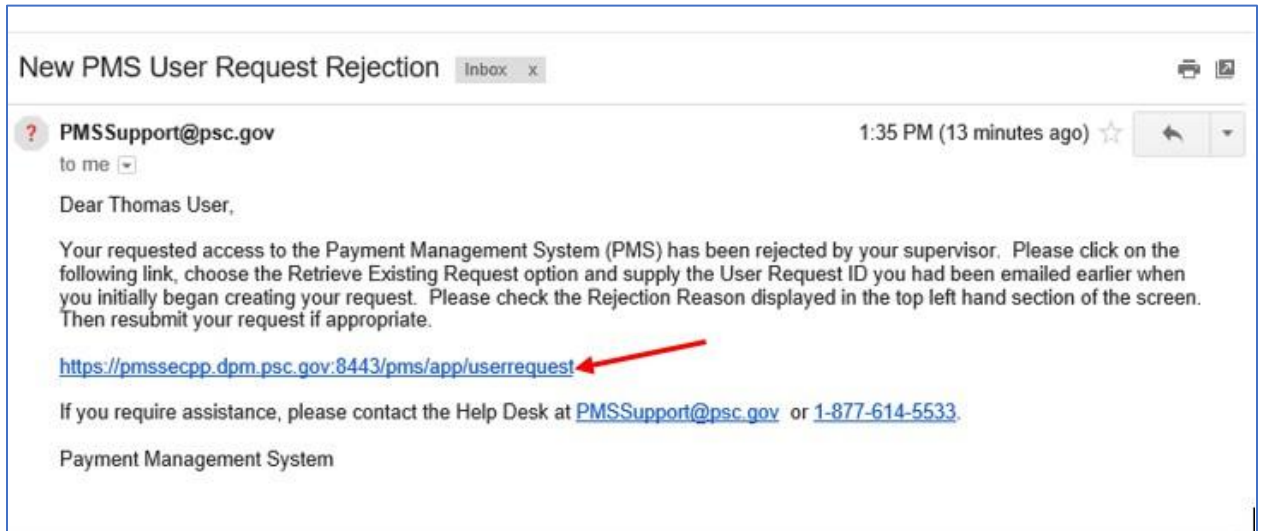 New PMS User Request Rejection Inbox x
? PMSSupport@psc.gov 1:35 PM (13 minutes ago)
to me
Dear Thomas User,
Your requested access to the Payment Management System (PMS) has been rejected by your supervisor. Please click on the
following link, choose the Retrieve Existing Request option and supply the User Request ID you had been emailed earlier when
you initially began creating your request. Please check the Rejection Reason displayed in the top left hand section of the screen.
Then resubmit your request if appropriate.
https://pmssecpp.dpm.psc.gov:8443/pms/app/userrequest
If you require assistance, please contact the Help Desk at PMSSupport@psc.gov or 1-877-614-5533.
Payment Management System